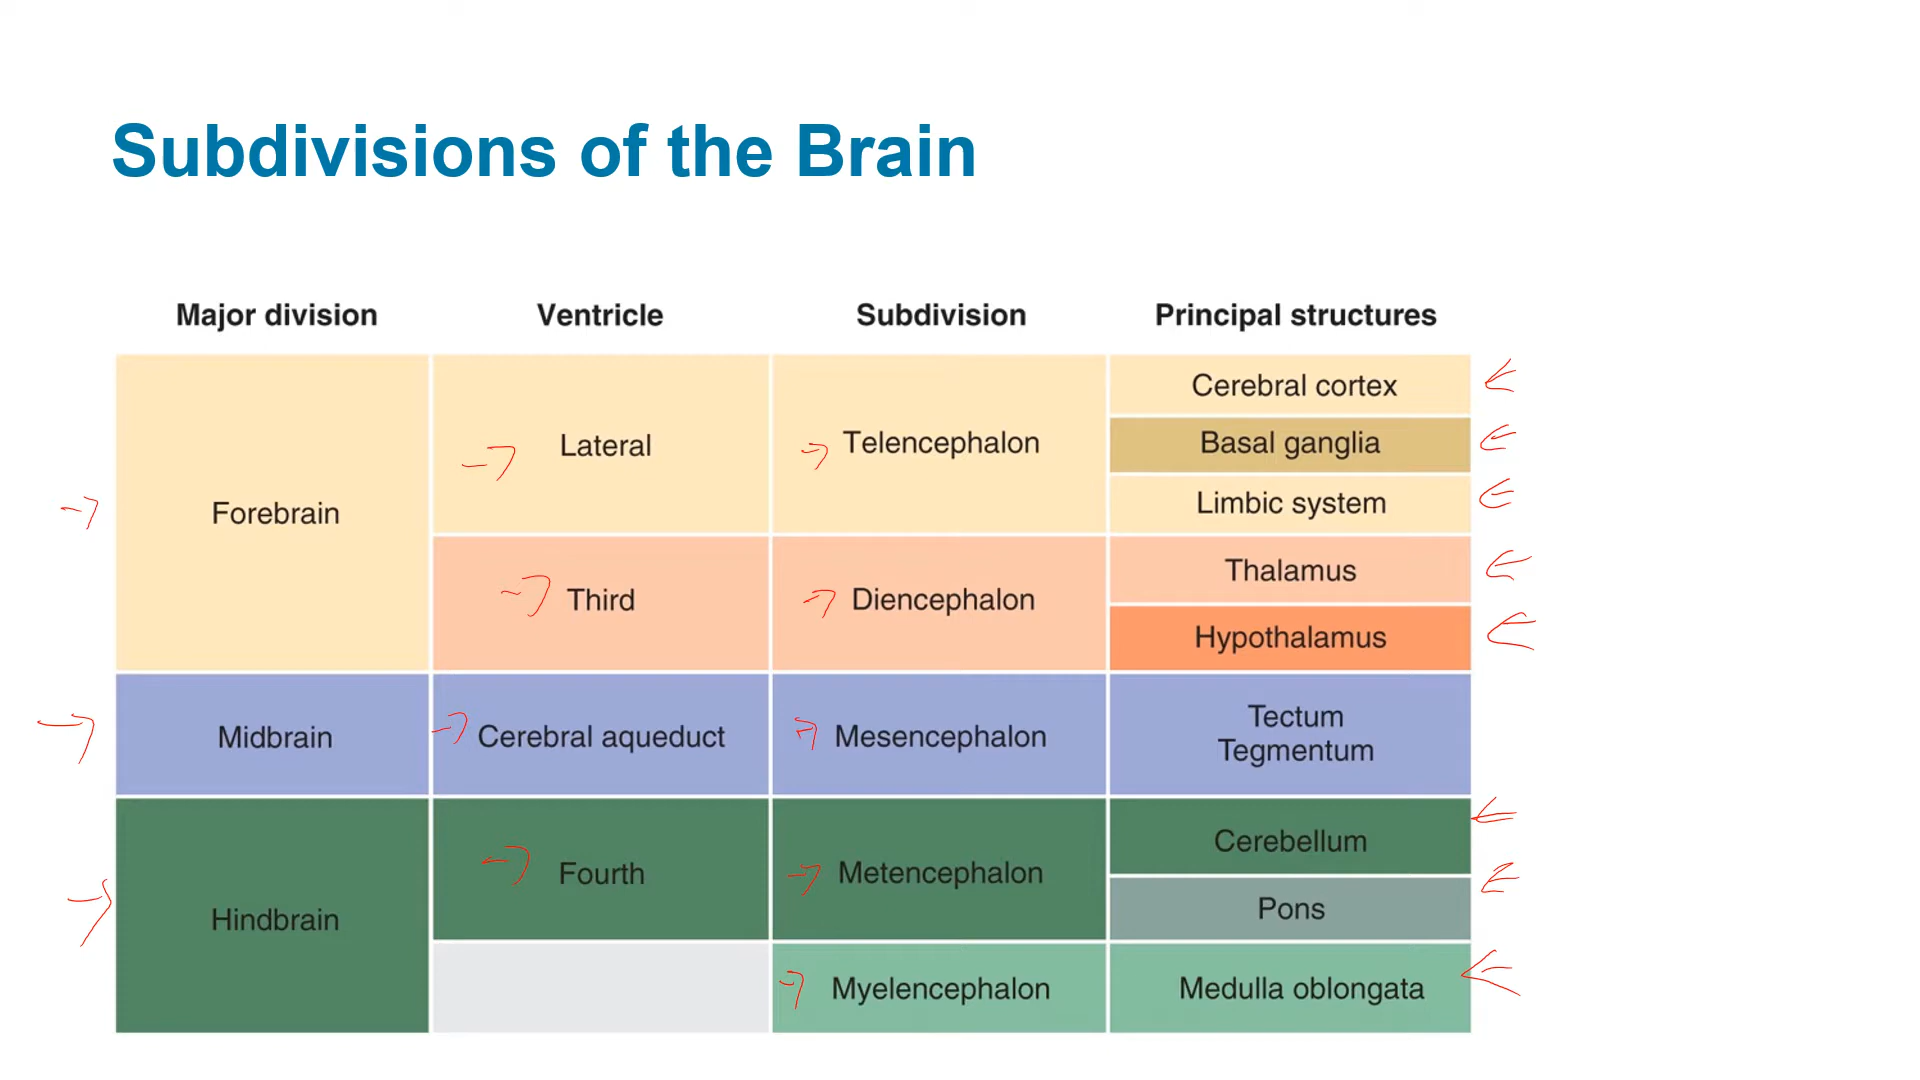 Subdivisions of the Brain
Major division Ventricle Subdivision Principal structures
Forebrain
Lateral
Telencephalon
Cerebral cortex
Basal ganglia
Limbic system
Third
Diencephalon
Thalamus
Hypothalamus
Midbrain
Cerebral aqueduct
Mesencephalon
Tectum
Tegmentum
Hindbrain
Fourth
Metencephalon
Cerebellum
Pons
Myelencephalon
Medulla oblongata